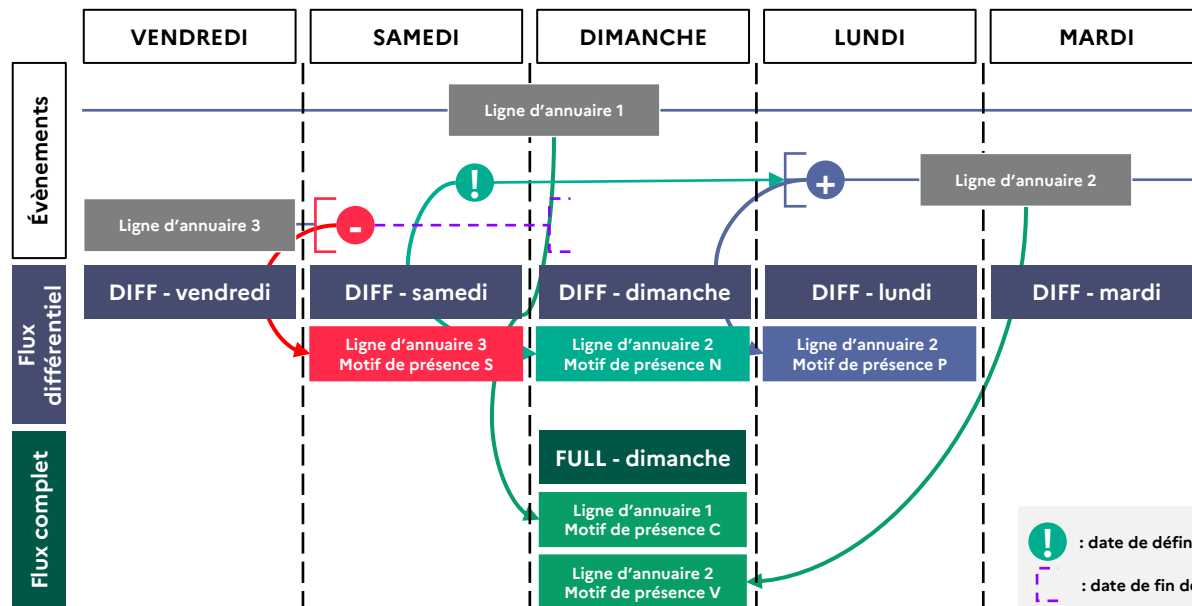 VENDREDI
SAMEDI
DIMANCHE
LUNDI
MARDI
Évènements
Ligne d'annuaire 1
!
+
Ligne d'annuaire 2
Ligne d'annuaire 3
-
Flux
différentiel
DIFF - vendredi
DIFF - samedi
DIFF - dimanche
DIFF - lundi
DIFF - mardi
Ligne d'annuaire 3
Motif de présence S
Ligne d'annuaire 2
Motif de présence N
Ligne d'annuaire 2
Motif de présence P
Flux complet
FULL - dimanche
Ligne d'annuaire 1
Motif de présence C
Ligne d'annuaire 2
Motif de présence V
! : date de défin
: date de fin de